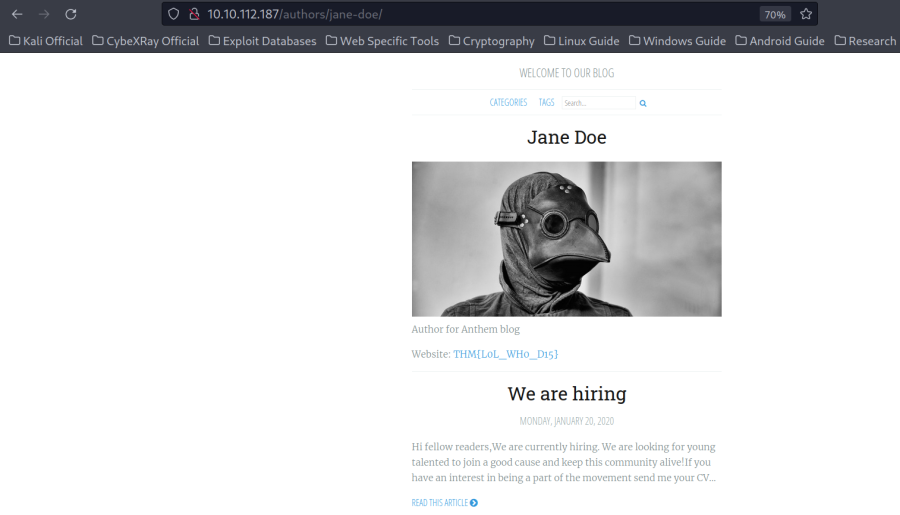 10.10.112.187/authors/jane-doe/
70%
Kali Official CybeXRay Official Exploit Databases Web Specific Tools Cryptography Linux Guide Windows Guide Android Guide Research
WELCOME TO OUR BLOG
CATEGORIES TAGS Search...
Jane Doe
Author for Anthem blog
Website: THM{L0L_WH0_D15}
We are hiring
MONDAY, JANUARY 20, 2020
Hi fellow readers,We are currently hiring. We are looking for young
talented to join a good cause and keep this community alive!If you
have an interest in being a part of the movement send me your CV...
READ THIS ARTICLE